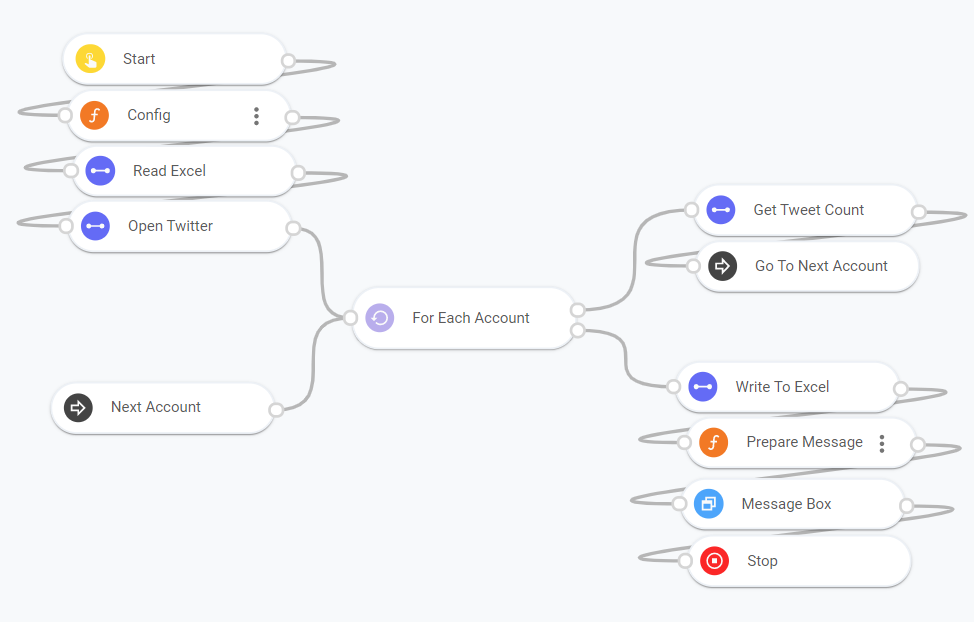 Start
Config
Read Excel
Open Twitter
Next Account
For Each Account
Get Tweet Count
Go To Next Account
Write To Excel
Prepare Message
Message Box
Stop